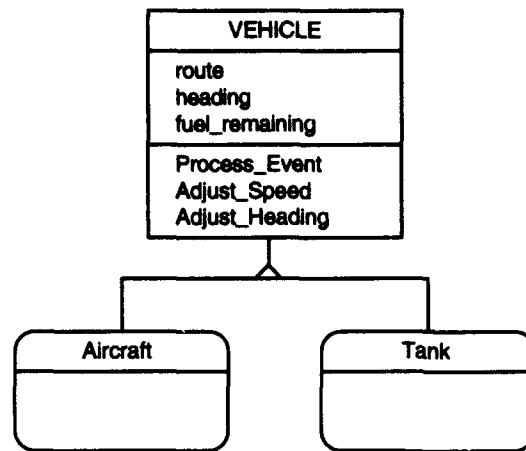 VEHICLE
route
heading
fuel_remaining
Process_Event
Adjust_Speed
Adjust_Heading
Aircraft
Tank